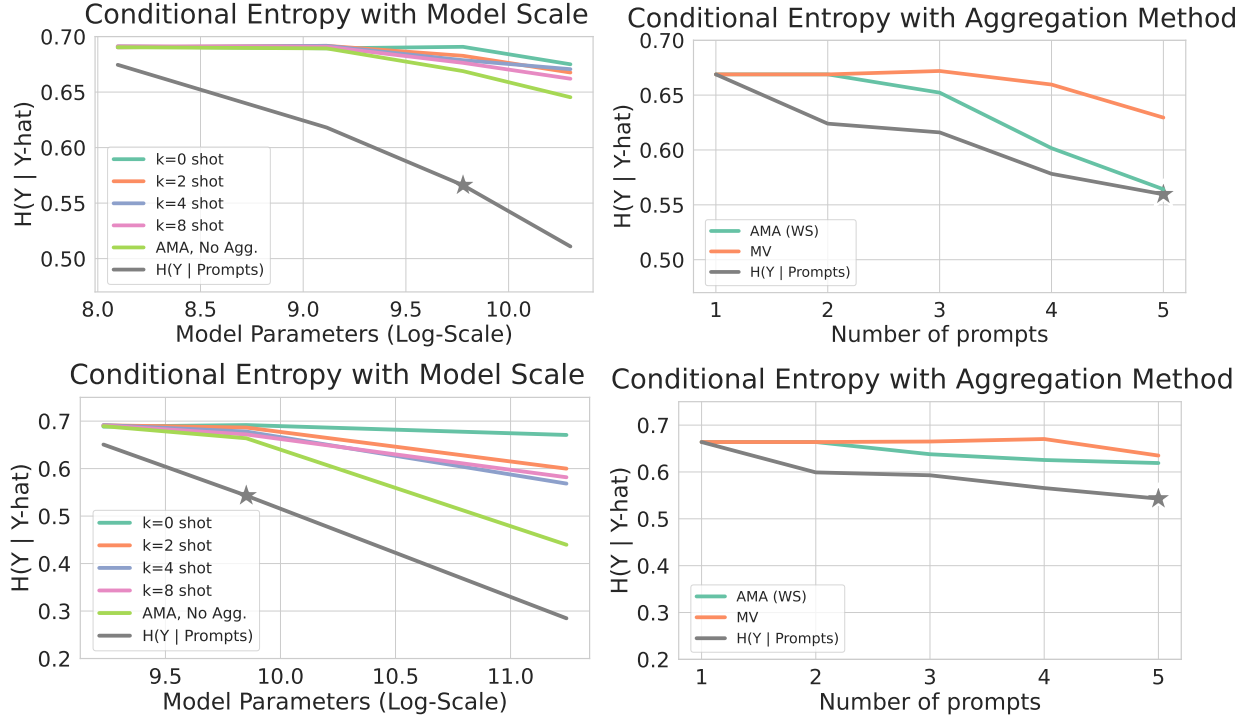 Conditional Entropy with Model Scale
H(Y | Y-hat)
0.70
0.65
0.60
0.55
0.50
k=0 shot
k=2 shot
k=4 shot
k=8 shot
AMA, No Agg.
H(Y | Prompts)
8.0 8.5 9.0 9.5 10.0
Model Parameters (Log-Scale)
Conditional Entropy with Aggregation Method
H(Y | Y-hat)
0.70
0.65
0.60
0.55
0.50
AMA (WS)
MV
H(Y | Prompts)
1 2 3 4 5
Number of prompts
Conditional Entropy with Model Scale
H(Y | Y-hat)
0.7
0.6
0.5
0.4
0.3
0.2
k=0 shot
k=2 shot
k=4 shot
k=8 shot
AMA, No Agg.
H(Y | Prompts)
9.5 10.0 10.5 11.0
Model Parameters (Log-Scale)
Conditional Entropy with Aggregation Method
H(Y | Y-hat)
0.7
0.6
0.5
0.4
0.3
0.2
AMA (WS)
MV
H(Y | Prompts)
1 2 3 4 5
Number of prompts